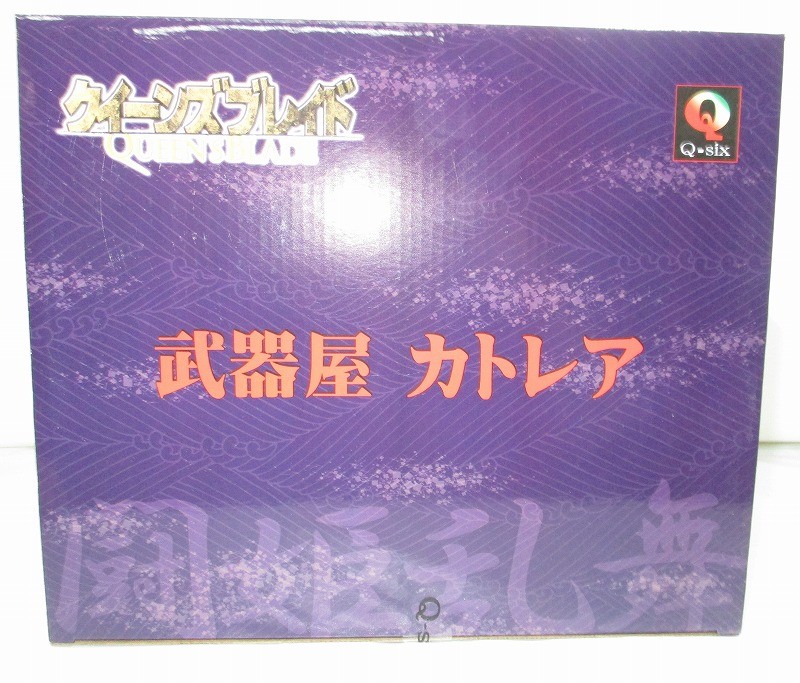 クイーンズブレイド
QUEEN'S BLADE
Q-six
武器屋 カトレア
闘姫乱舞
Q-s